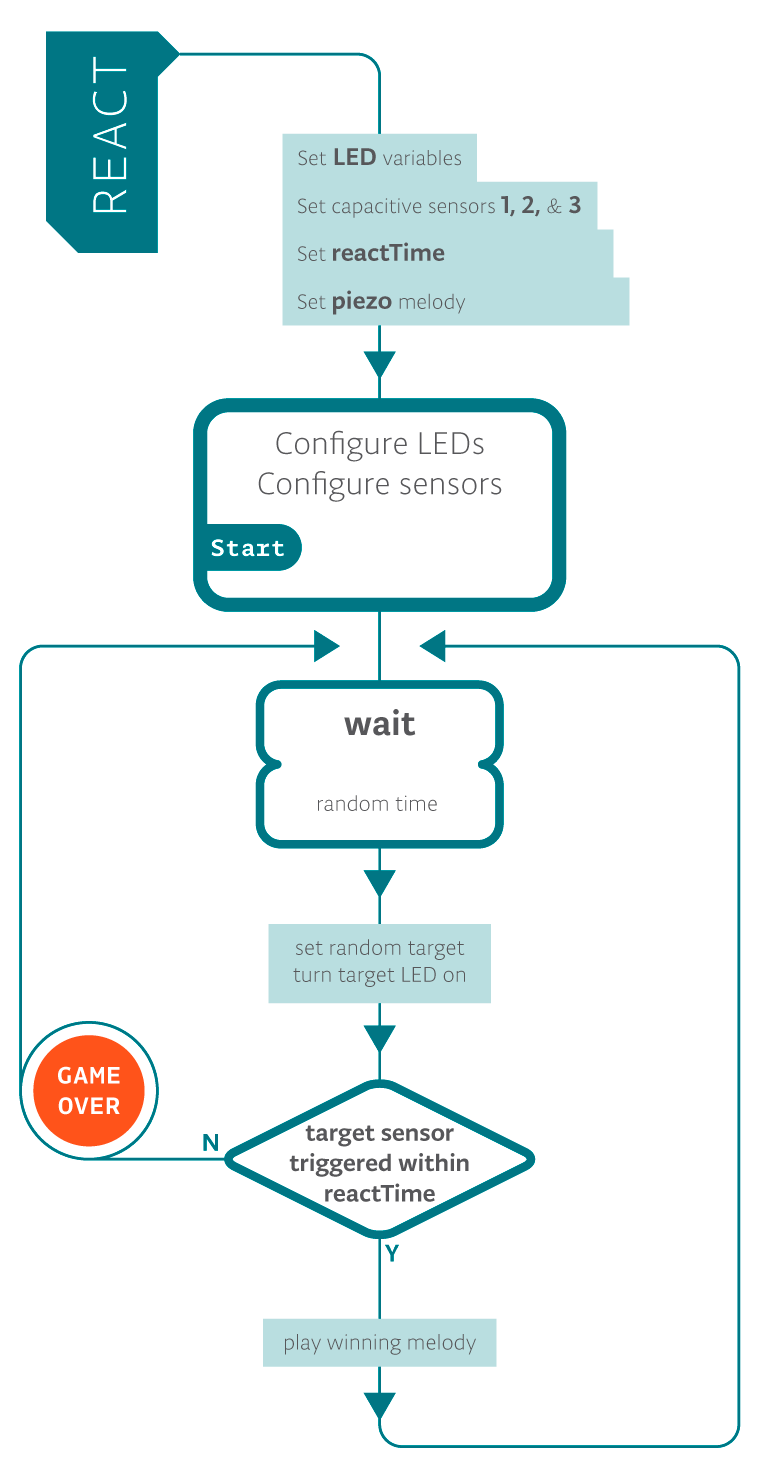 REACT
Set LED variables
Set capacitive sensors 1, 2, & 3
Set reactTime
Set piezo melody
Configure LEDs
Configure sensors
Start
wait
random time
set random target
turn target LED on
GAME
OVER
N
target sensor
triggered within
reactTime
Y
play winning melody